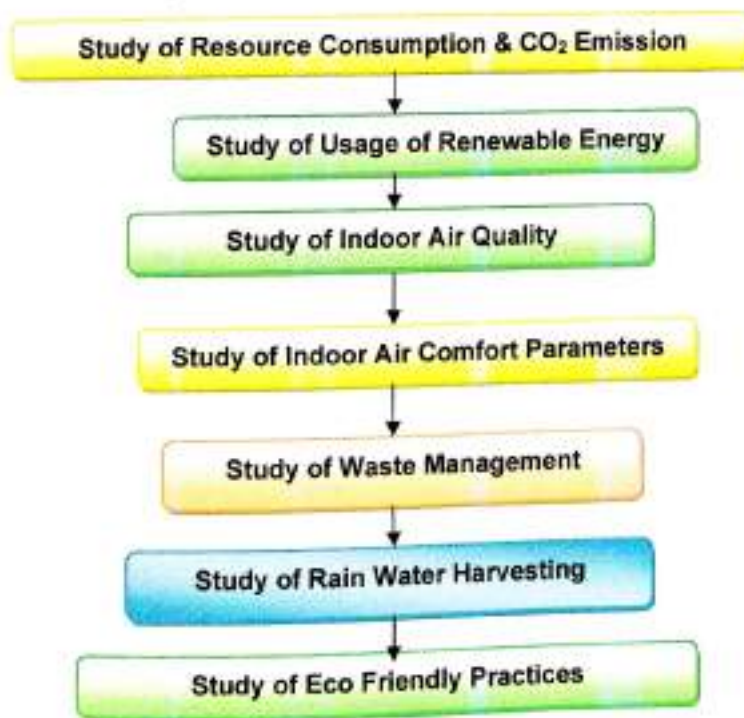 Study of Resource Consumption & CO₂ Emission
Study of Usage of Renewable Energy
Study of Indoor Air Quality
Study of Indoor Air Comfort Parameters
Study of Waste Management
Study of Rain Water Harvesting
Study of Eco Friendly Practices